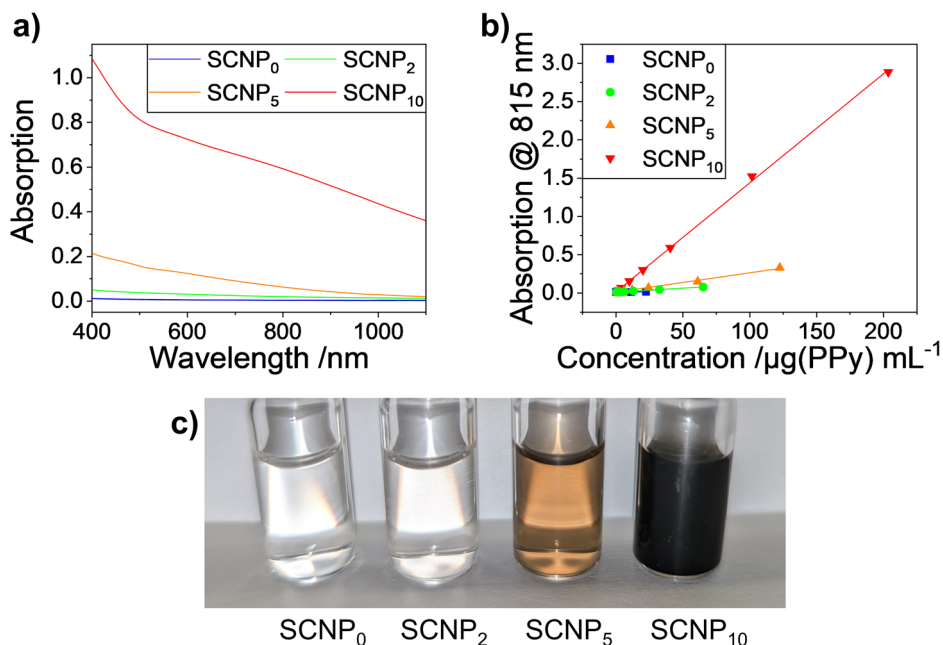 a)
SCNP₀
SCNP₂
SCNP₅
SCNP₁₀
Absorption
1.0
0.8
0.6
0.4
0.2
0.0
400
600
800
1000
Wavelength /nm
b)
SCNP₀
SCNP₂
SCNP₅
SCNP₁₀
Absorption @ 815 nm
3.0
2.5
2.0
1.5
1.0
0.5
0.0
0
50
100
150
200
Concentration /µg(PPy) mL⁻¹
c)
SCNP₀
SCNP₂
SCNP₅
SCNP₁₀